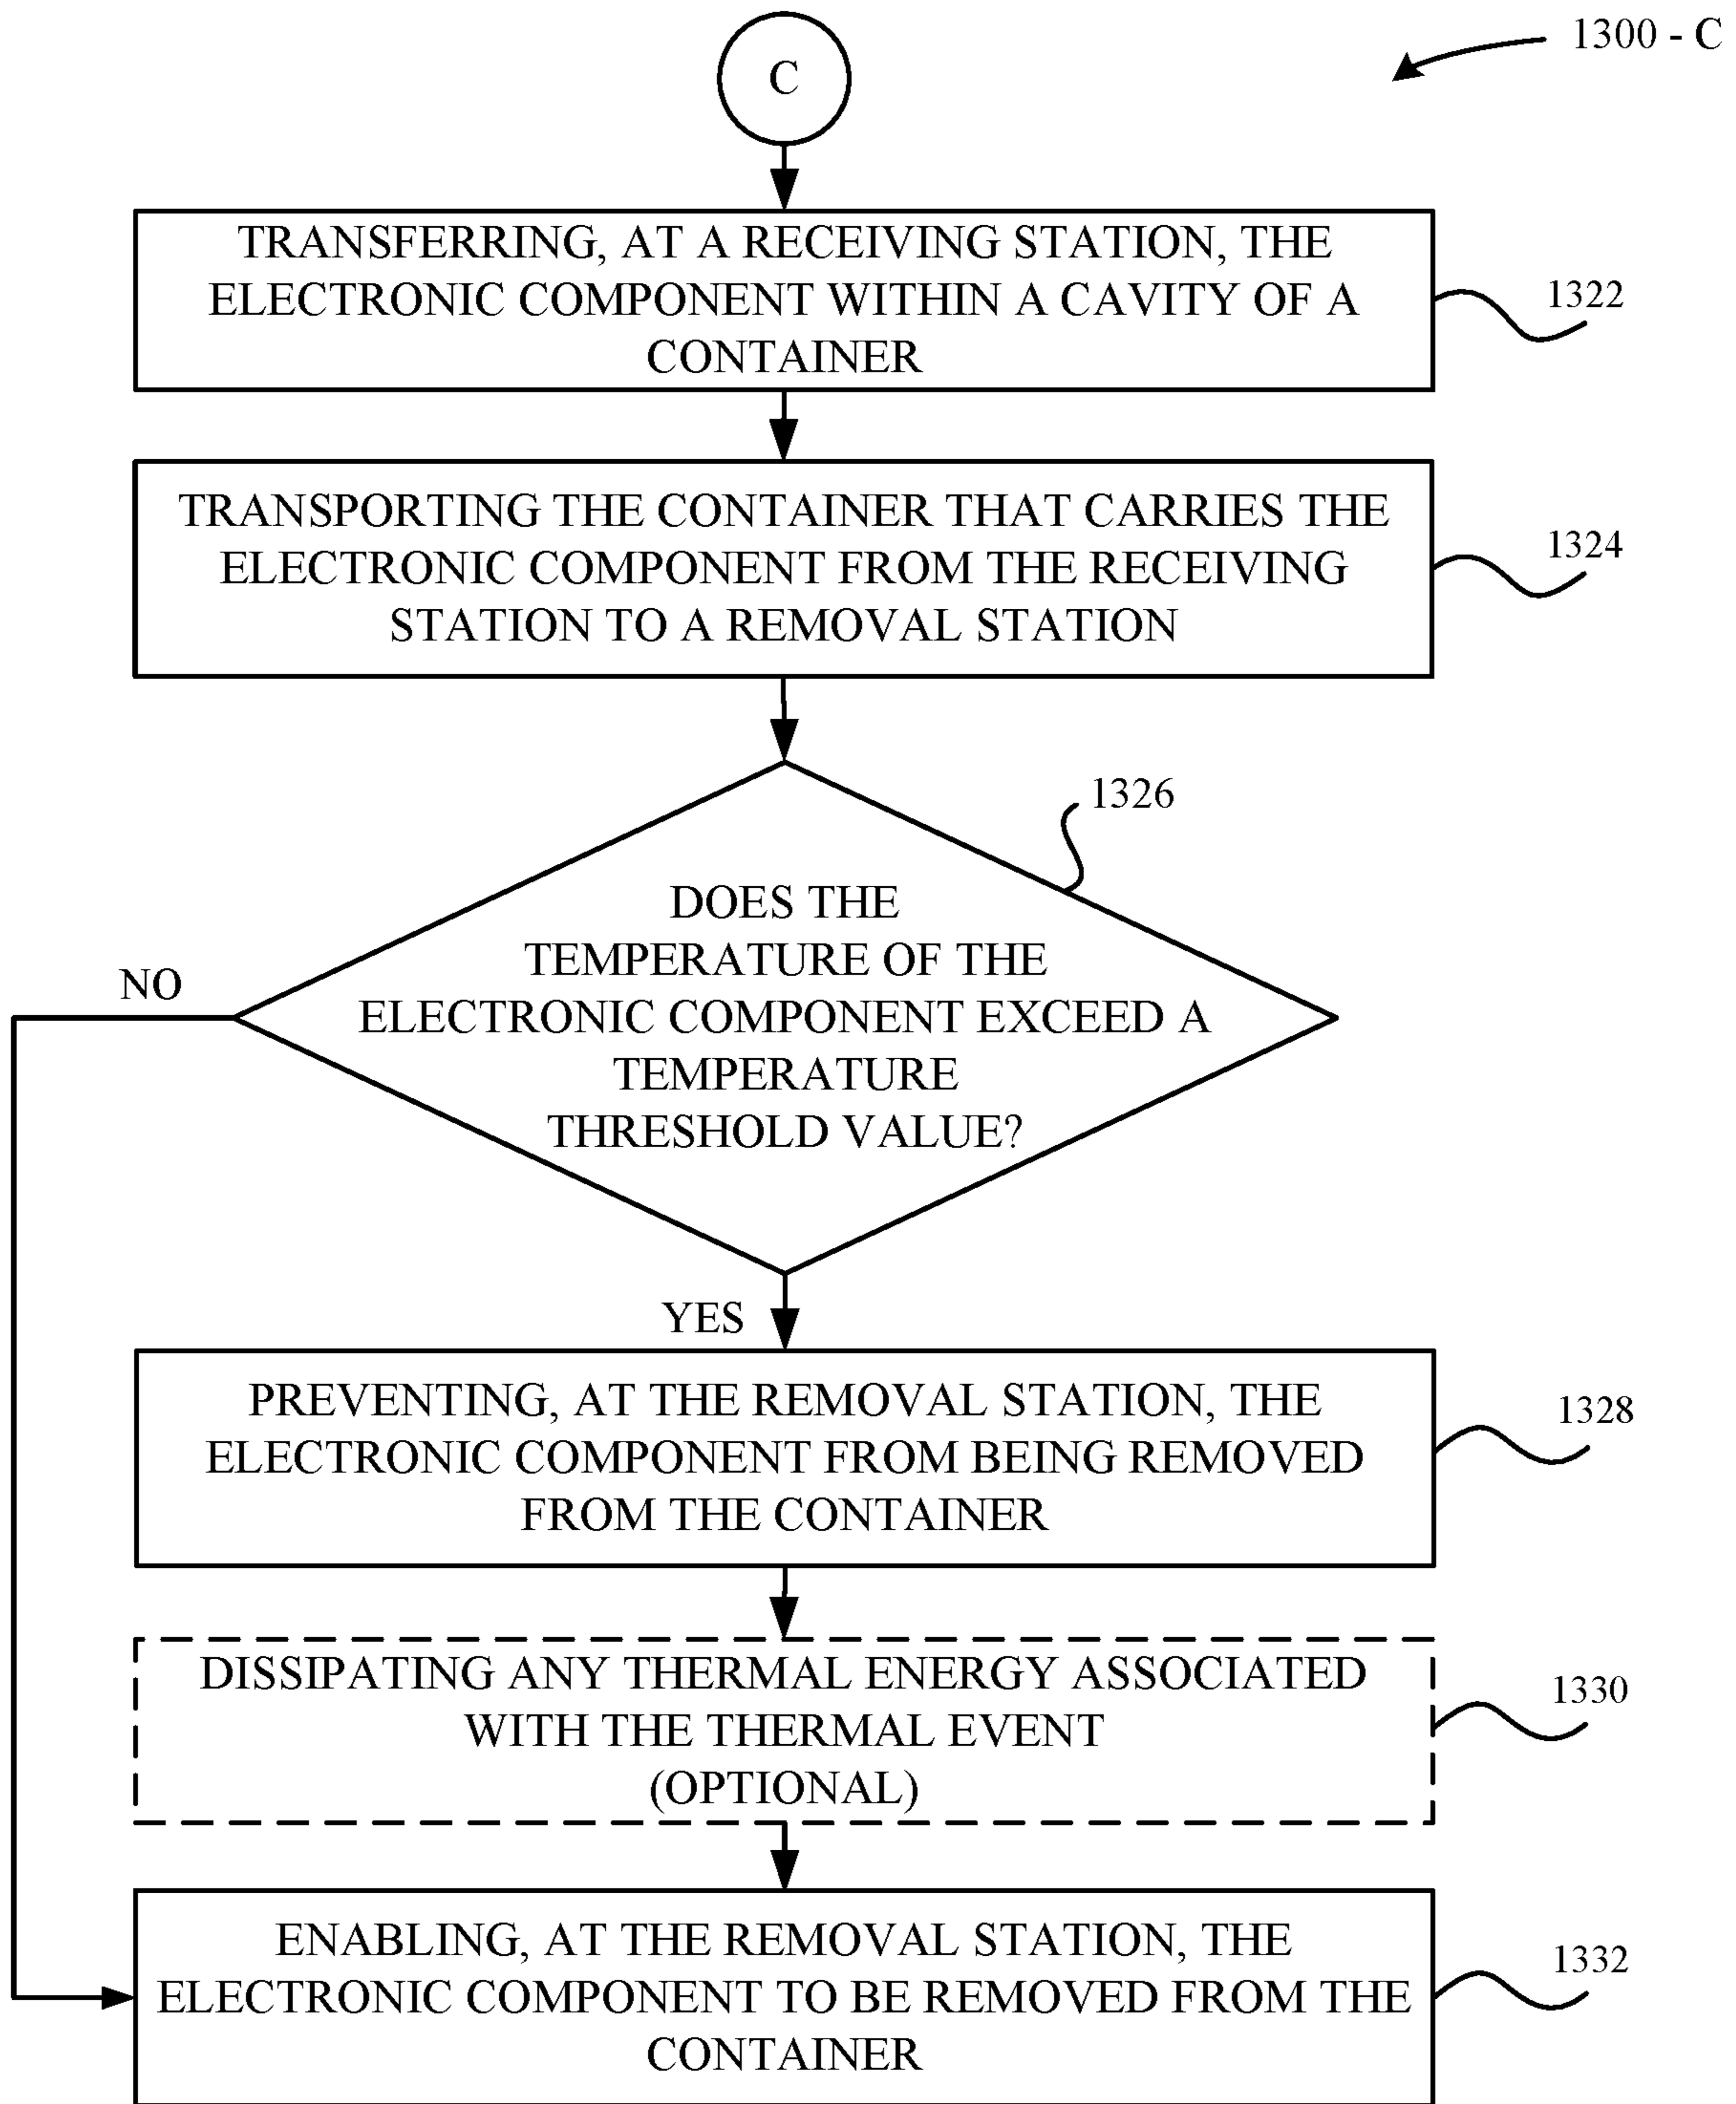 1300 - C
C
TRANSFERRING, AT A RECEIVING STATION, THE
ELECTRONIC COMPONENT WITHIN A CAVITY OF A
CONTAINER
1322
TRANSPORTING THE CONTAINER THAT CARRIES THE
ELECTRONIC COMPONENT FROM THE RECEIVING
STATION TO A REMOVAL STATION
1324
1326
DOES THE
TEMPERATURE OF THE
ELECTRONIC COMPONENT EXCEED A
TEMPERATURE
THRESHOLD VALUE?
NO
YES
PREVENTING, AT THE REMOVAL STATION, THE
ELECTRONIC COMPONENT FROM BEING REMOVED
FROM THE CONTAINER
1328
DISSIPATING ANY THERMAL ENERGY ASSOCIATED
WITH THE THERMAL EVENT
(OPTIONAL)
1330
ENABLING, AT THE REMOVAL STATION, THE
ELECTRONIC COMPONENT TO BE REMOVED FROM THE
CONTAINER
1332